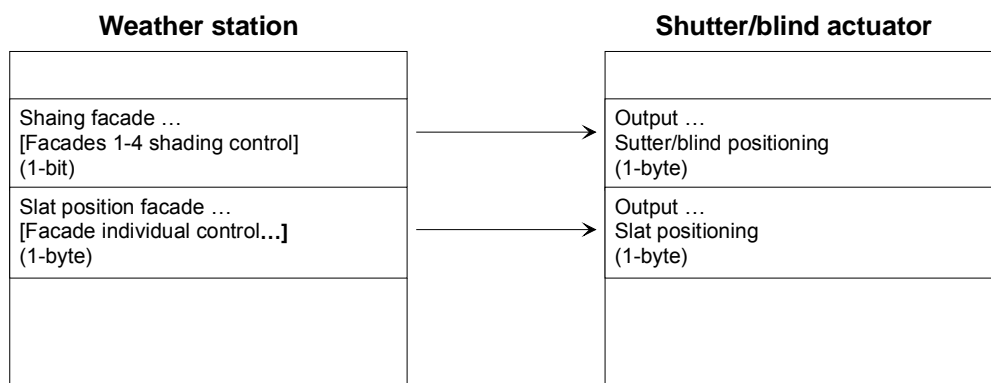 Weather station
Shutter/blind actuator
Shaing facade …
[Facades 1-4 shading control]
(1-bit)
Output …
Sutter/blind positioning
(1-byte)
Slat position facade …
[Facade individual control…]
(1-byte)
Output …
Slat positioning
(1-byte)